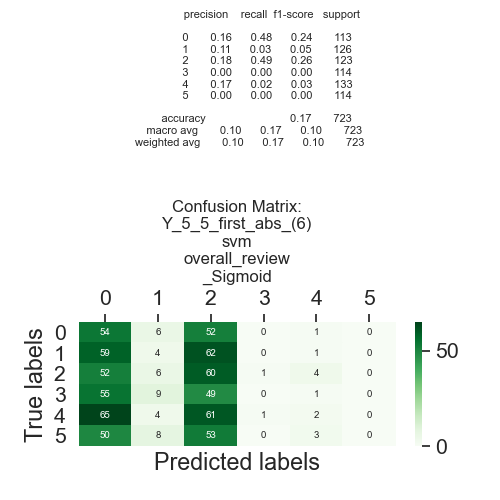 precision recall f1-score support
0 0.16 0.48 0.24 113
1 0.11 0.03 0.05 126
2 0.18 0.49 0.26 123
3 0.00 0.00 0.00 114
4 0.17 0.02 0.03 133
5 0.00 0.00 0.00 114
accuracy 0.17 723
macro avg 0.10 0.17 0.10 723
weighted avg 0.10 0.17 0.10 723
Confusion Matrix:
Y_5_5_first_abs_(6)
svm
overall_review
_Sigmoid
0 1 2 3 4 5
0 54 6 52 0 1 0
1 59 4 62 0 1 0
2 52 6 60 1 4 0
3 55 9 49 0 1 0
4 65 4 61 1 2 0
5 50 8 53 0 3 0
True labels
Predicted labels
50
0